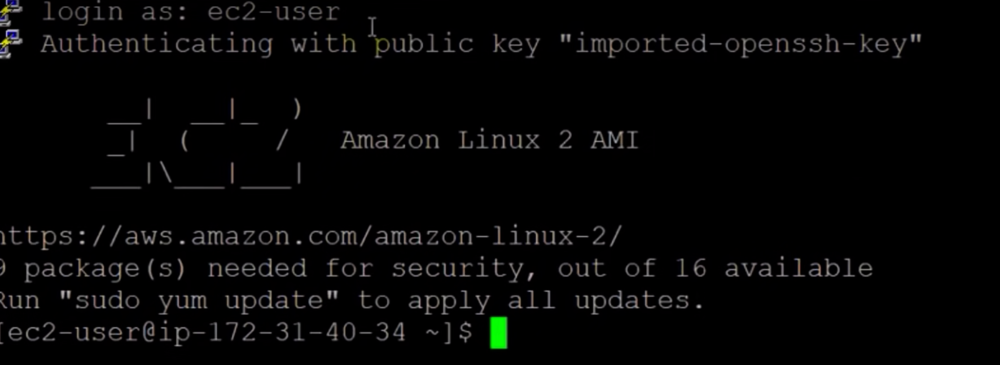 login as: ec2-user
Authenticating with public key "imported-openssh-key"
__|  __|_  )
_|  (     /   Amazon Linux 2 AMI
___|\___|___|
https://aws.amazon.com/amazon-linux-2/
9 package(s) needed for security, out of 16 available
Run "sudo yum update" to apply all updates.
[ec2-user@ip-172-31-40-34 ~]$